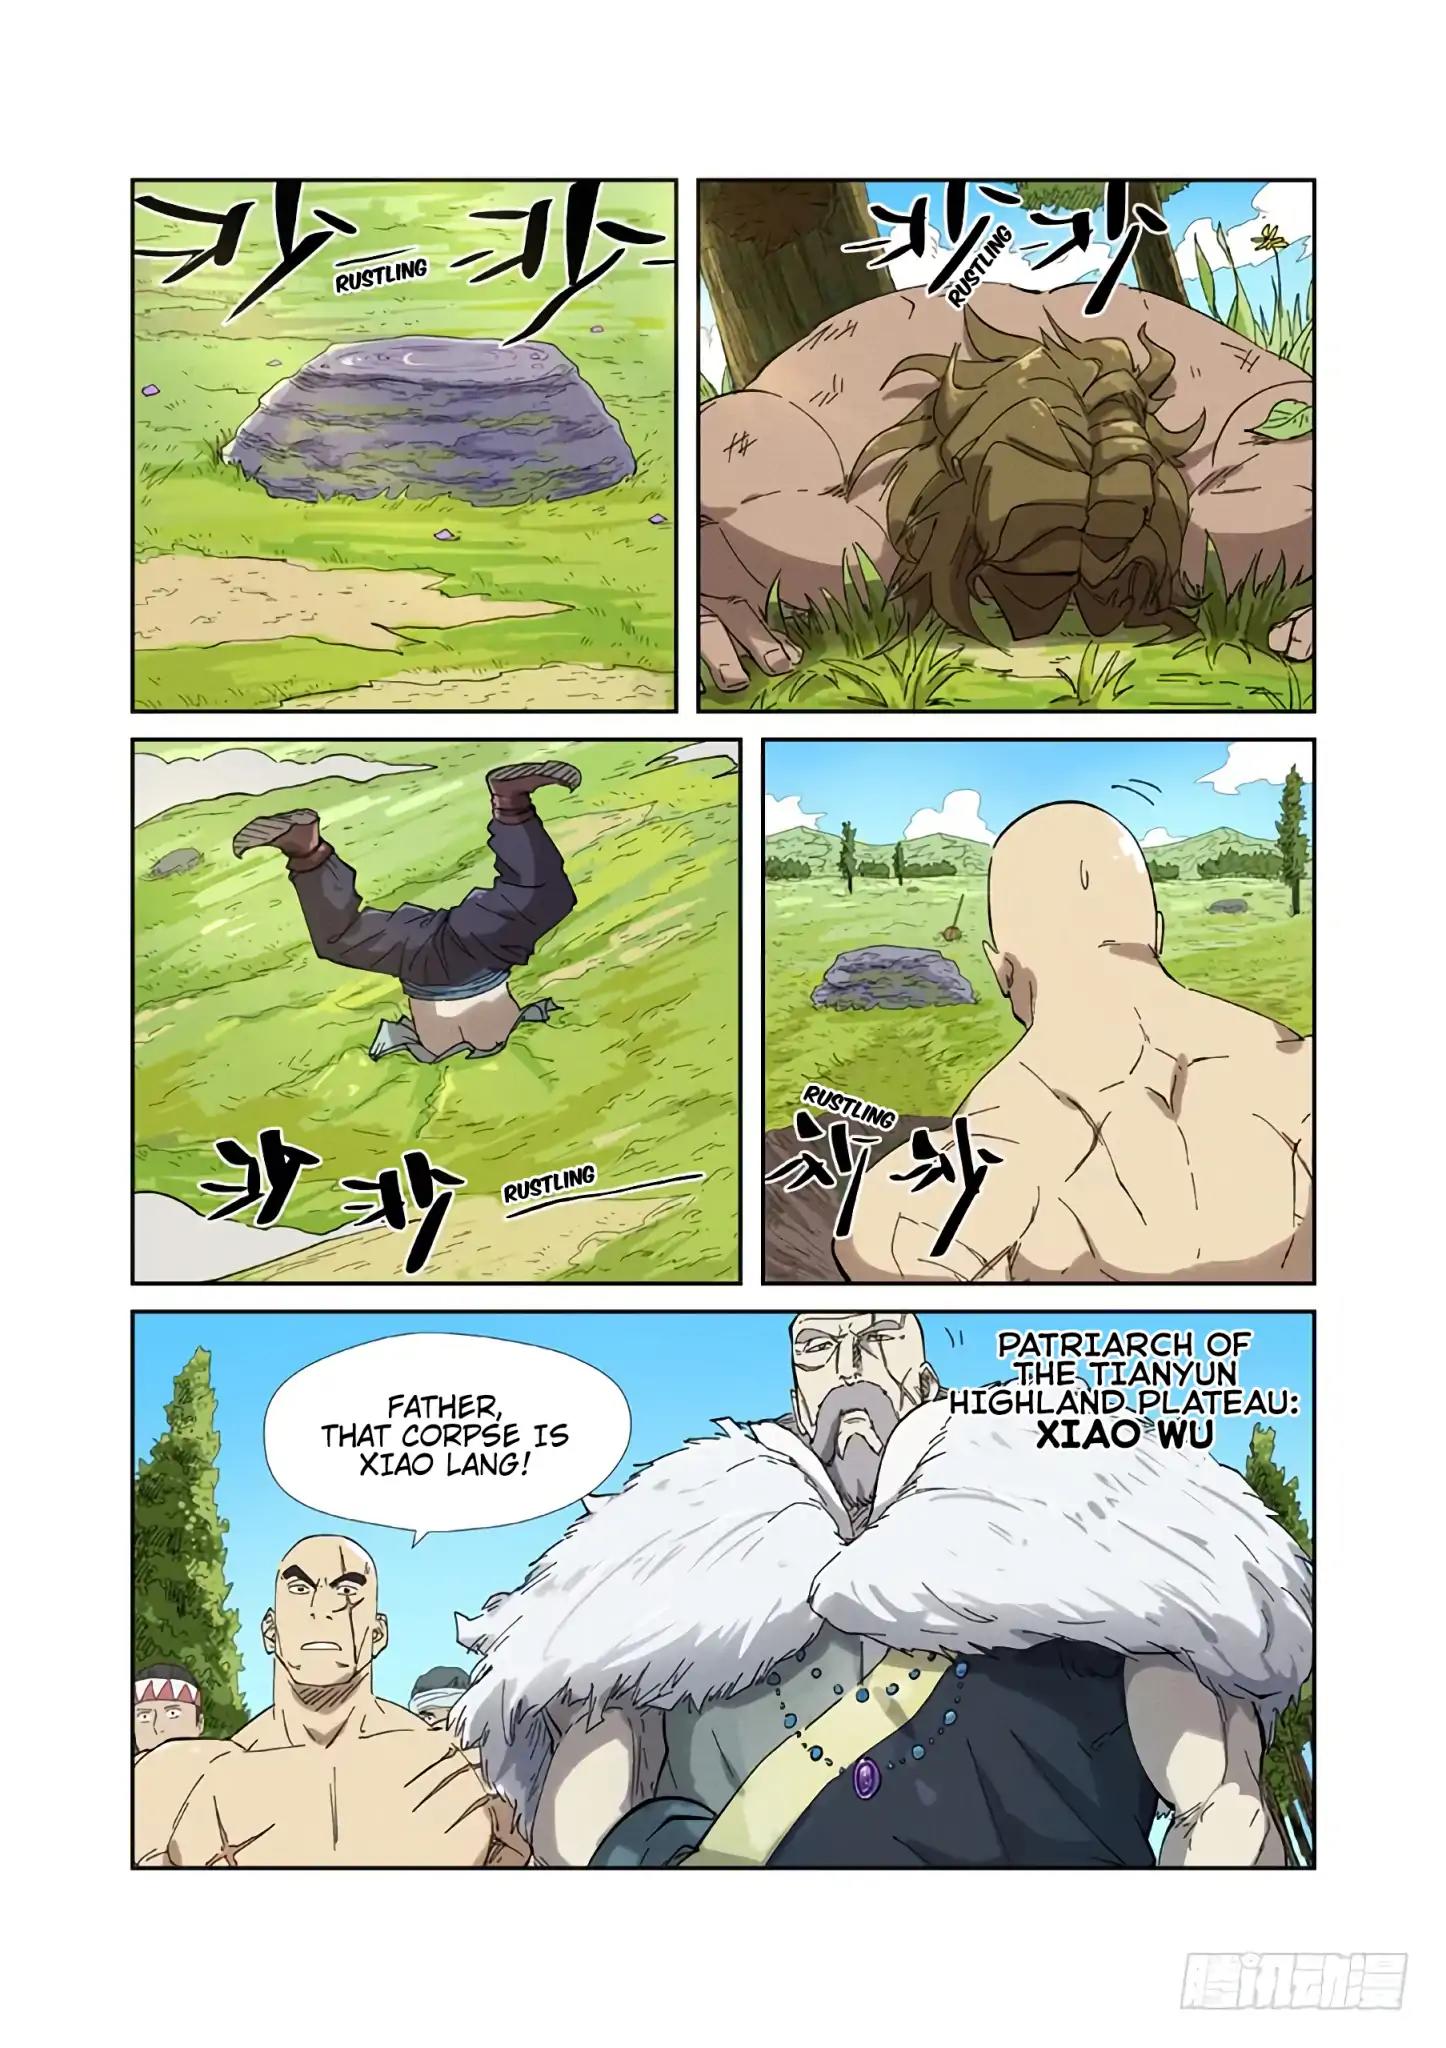 沙 沙
RUSTLING
沙 沙
RUSTLING
沙 沙
RUSTLING
RUSTLING
沙 沙
FATHER,
THAT CORPSE IS
XIAO LANG!
PATRIARCH OF
THE TIANYUN
HIGHLAND PLATEAU:
XIAO WU
腾讯动漫